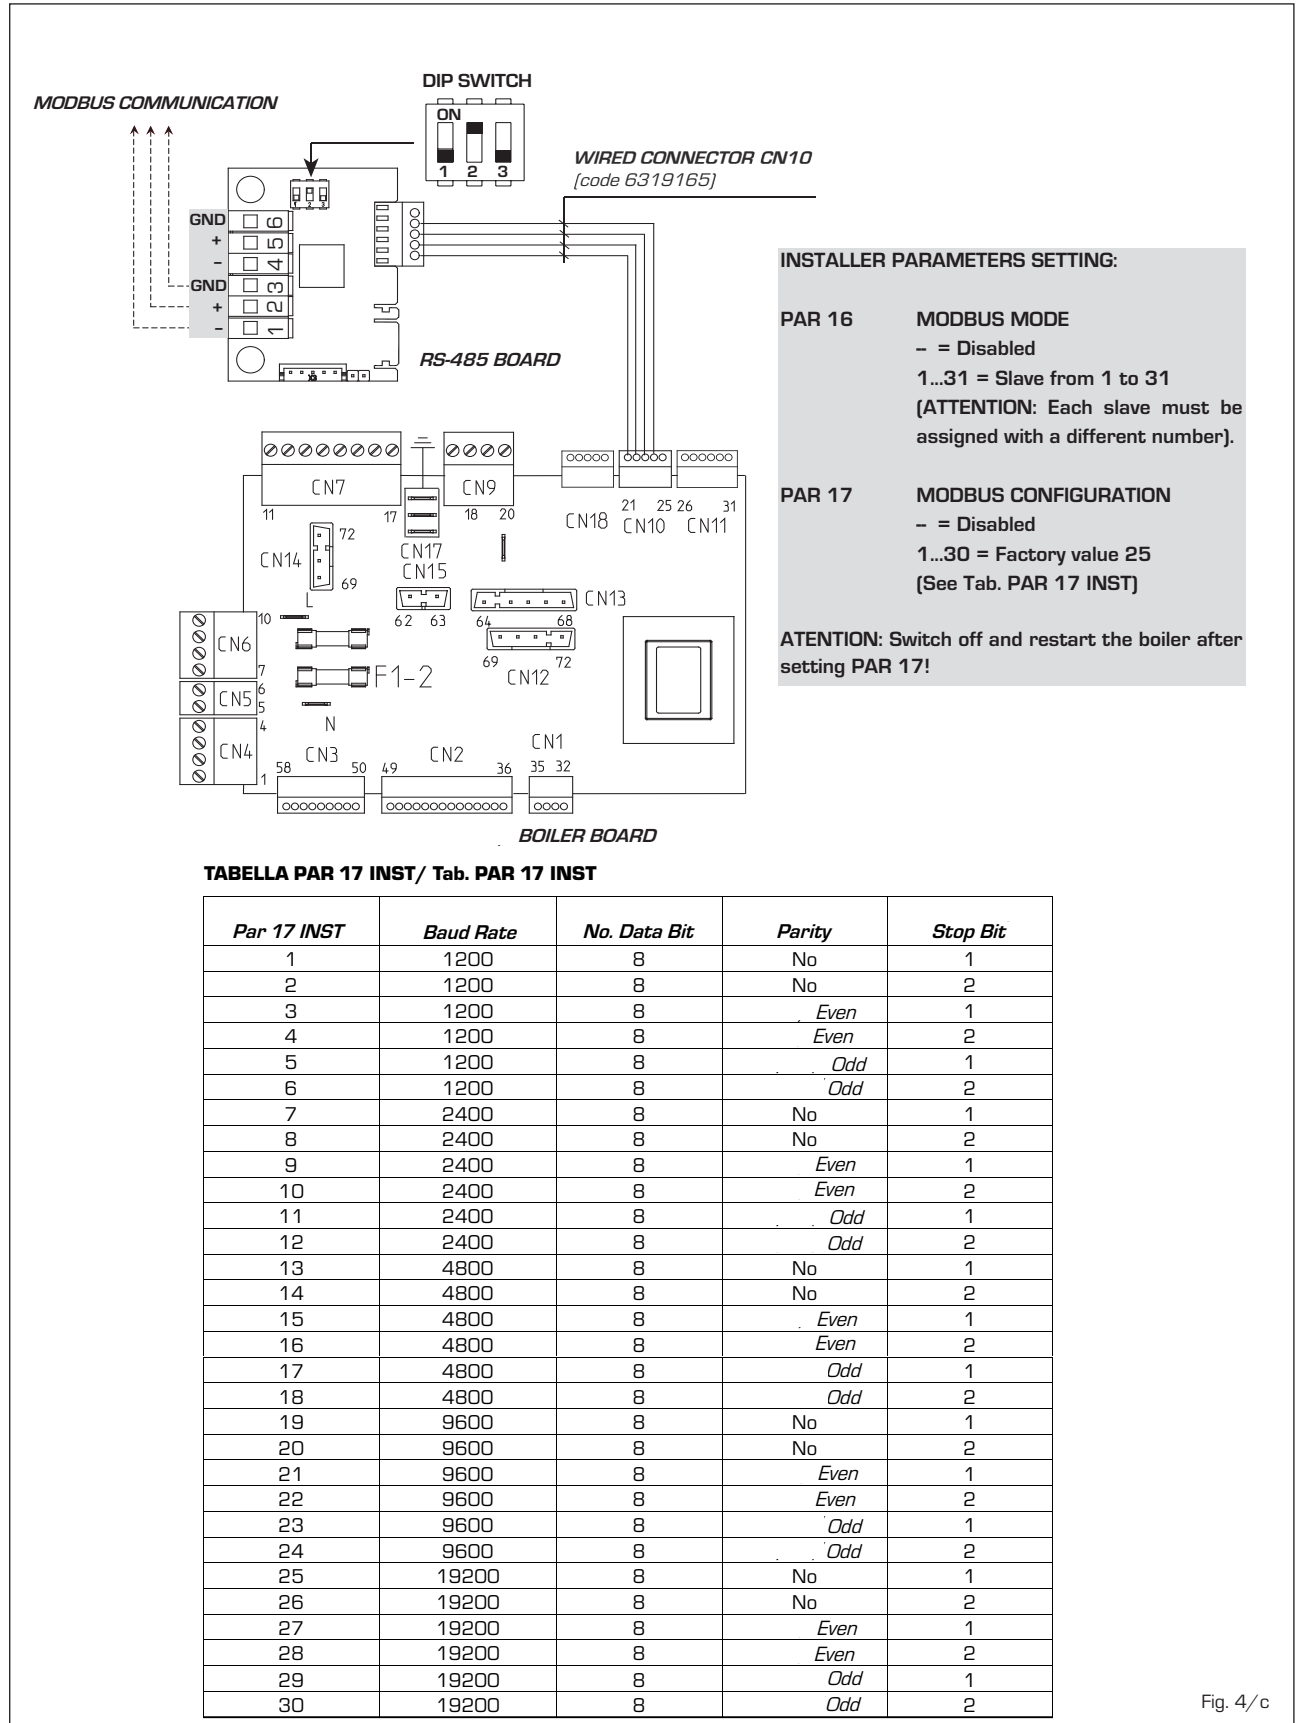 DIP SWITCH
MODBUS COMMUNICATION
ON
1 2 3
WIRED CONNECTOR CN10
(code 6319165)
1 2 3
GND 6
+ 5
– 4
GND 3
+ 2
– 1
RS-485 BOARD
X3
INSTALLER PARAMETERS SETTING:
PAR 16 MODBUS MODE
– = Disabled
1...31 = Slave from 1 to 31
(ATTENTION: Each slave must be
assigned with a different number).
PAR 17 MODBUS CONFIGURATION
– = Disabled
1...30 = Factory value 25
(See Tab. PAR 17 INST)
ATENTION: Switch off and restart the boiler after
setting PAR 17!
CN7
11 17
CN9
18 20
CN18
21 25
CN10
26 31
CN11
CN17
CN14
72
69
CN15
62 63
CN13
64 68
69 72
CN12
L
F1-2
N
10
CN6
7
6
CN5
5
4
CN4
1
CN3
58 50
CN2
49 36
CN1
35 32
BOILER BOARD
TABELLA PAR 17 INST/ Tab. PAR 17 INST
Par 17 INST Baud Rate No. Data Bit Parity Stop Bit
1 1200 8 No 1
2 1200 8 No 2
3 1200 8 Even 1
4 1200 8 Even 2
5 1200 8 Odd 1
6 1200 8 Odd 2
7 2400 8 No 1
8 2400 8 No 2
9 2400 8 Even 1
10 2400 8 Even 2
11 2400 8 Odd 1
12 2400 8 Odd 2
13 4800 8 No 1
14 4800 8 No 2
15 4800 8 Even 1
16 4800 8 Even 2
17 4800 8 Odd 1
18 4800 8 Odd 2
19 9600 8 No 1
20 9600 8 No 2
21 9600 8 Even 1
22 9600 8 Even 2
23 9600 8 Odd 1
24 9600 8 Odd 2
25 19200 8 No 1
26 19200 8 No 2
27 19200 8 Even 1
28 19200 8 Even 2
29 19200 8 Odd 1
30 19200 8 Odd 2
Fig. 4/c